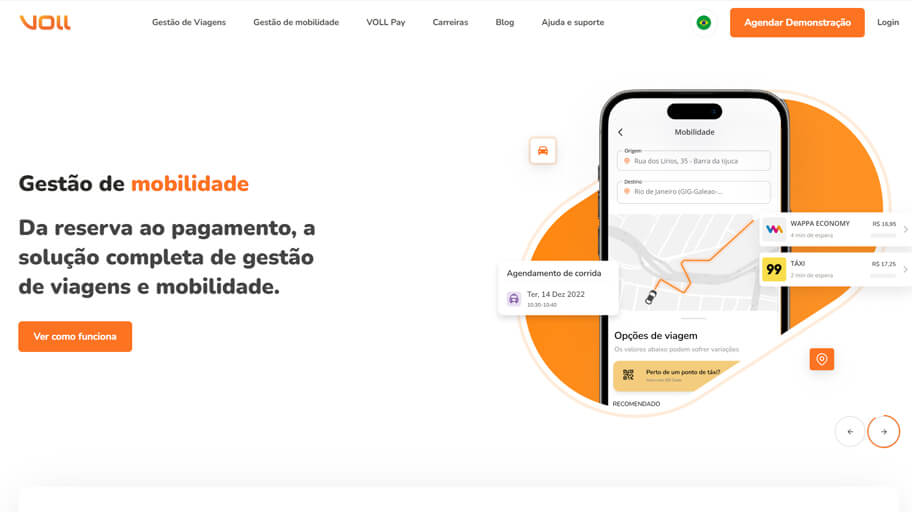 VOLL
Gestão de Viagens
Gestão de mobilidade
VOLL Pay
Carreiras
Blog
Ajuda e suporte
Agendar Demonstração
Login
Gestão de mobilidade
Da reserva ao pagamento, a
solução completa de gestão
de viagens e mobilidade.
Ver como funciona
Mobilidade
Origem
Rua dos Lírios, 35 - Barra da tijuca
Destino
Rio de Janeiro (GIG-Galeao-...
WAPPA ECONOMY
R$ 16,95
4 min de espera
99
TÁXI
R$ 17,25
2 min de espera
Agendamento de corrida
Ter, 14 Dez 2022
10:30-10:40
Opções de viagem
Os valores abaixo podem sofrer variações
Perto de um ponto de táxi?
RECOMENDADO